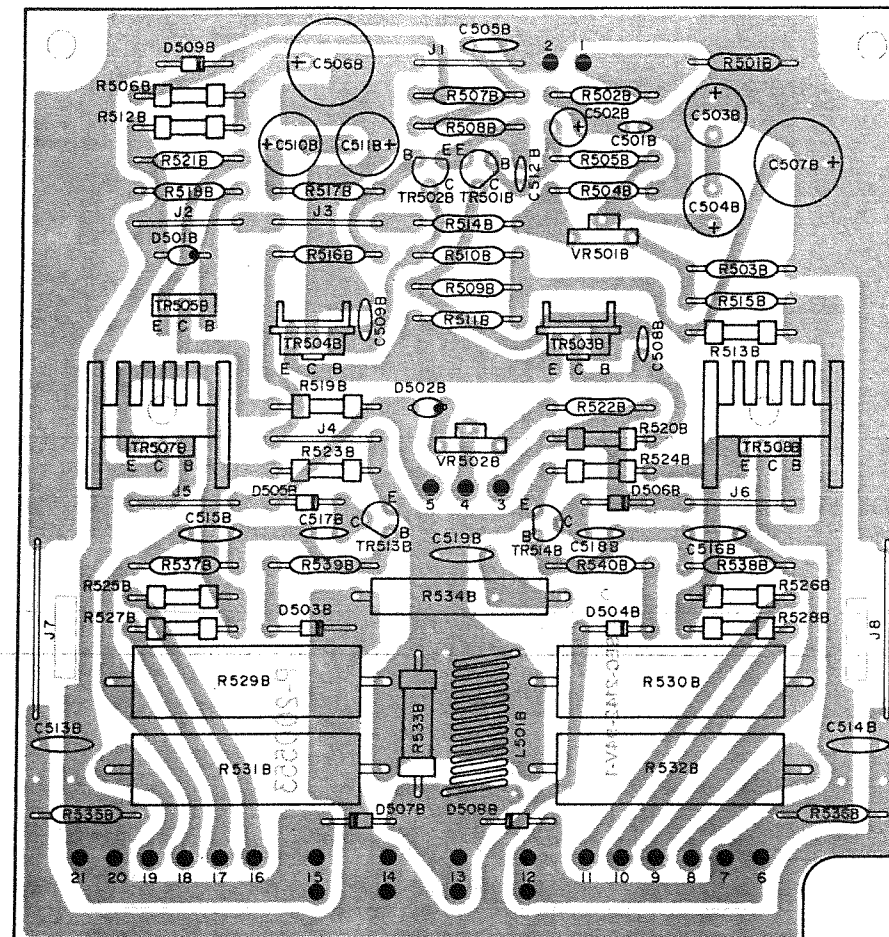 C505B
D509B
J1
2 1
C506B
R501B
R506B
R507B
R502B
C502B
C503B
R512B
R508B
C501B
C510B
C511B
C507B
R521B
B E E B
R505B
C512B
C C
R518B
R517B
TR502B
TR501B
R504B
C504B
J2
J3
R514B
D501B
VR501B
R516B
R510B
R503B
R509B
TR505B
C509B
R515B
E C B
R511B
TR504B
TR503B
C508B
R513B
E C B
E C B
R519B
D502B
R522B
J4
R520B
TR507B
VR502B
TR508B
E C B
R523B
R524B
E C B
J5
D505B
5 4 3
D506B
J6
E
E
C515B
C517B
C
C
TR513B
B
B
TR514B
C518B
C516B
C519B
R537B
R539B
R540B
R538B
R525B
R534B
R526B
R527B
D503B
D504B
R528B
J7
J8
R529B
R530B
R533B
L501B
C513B
C514B
R531B
R532B
D507B
D508B
R535B
R536B
21 20 19 18 17 16 15 14 13 12 11 10 9 8 7 6